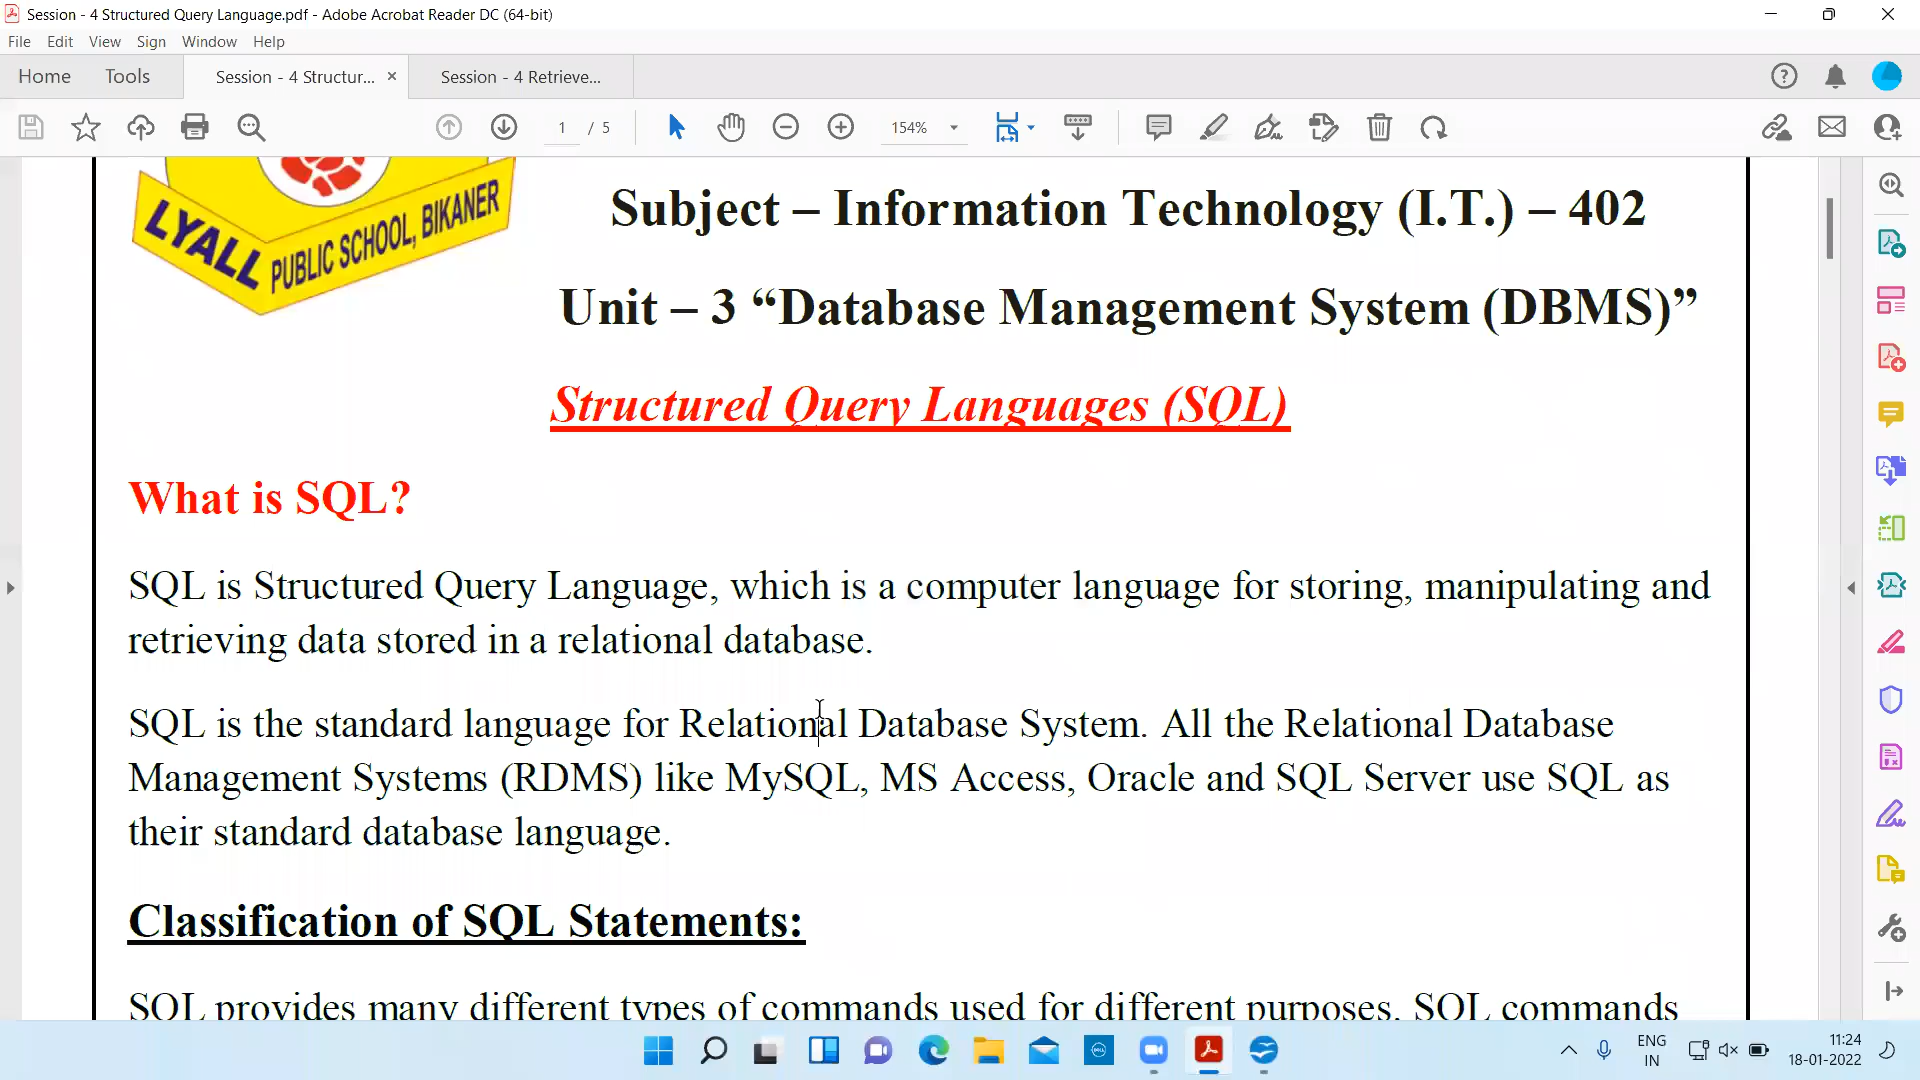 Session - 4 Structured Query Language.pdf - Adobe Acrobat Reader DC (64-bit)
File Edit View Sign Window Help
Home Tools Session - 4 Structur... × Session - 4 Retrieve...
1 / 5 154%
LYALL
PUBLIC SCHOOL, BIKANER
Subject – Information Technology (I.T.) – 402
Unit – 3 “Database Management System (DBMS)”
Structured Query Languages (SQL)
What is SQL?
SQL is Structured Query Language, which is a computer language for storing, manipulating and
retrieving data stored in a relational database.
SQL is the standard language for Relational Database System. All the Relational Database
Management Systems (RDMS) like MySQL, MS Access, Oracle and SQL Server use SQL as
their standard database language.
Classification of SQL Statements:
SQL provides many different types of commands used for different purposes. SQL commands
ENG
IN
11:24
18-01-2022